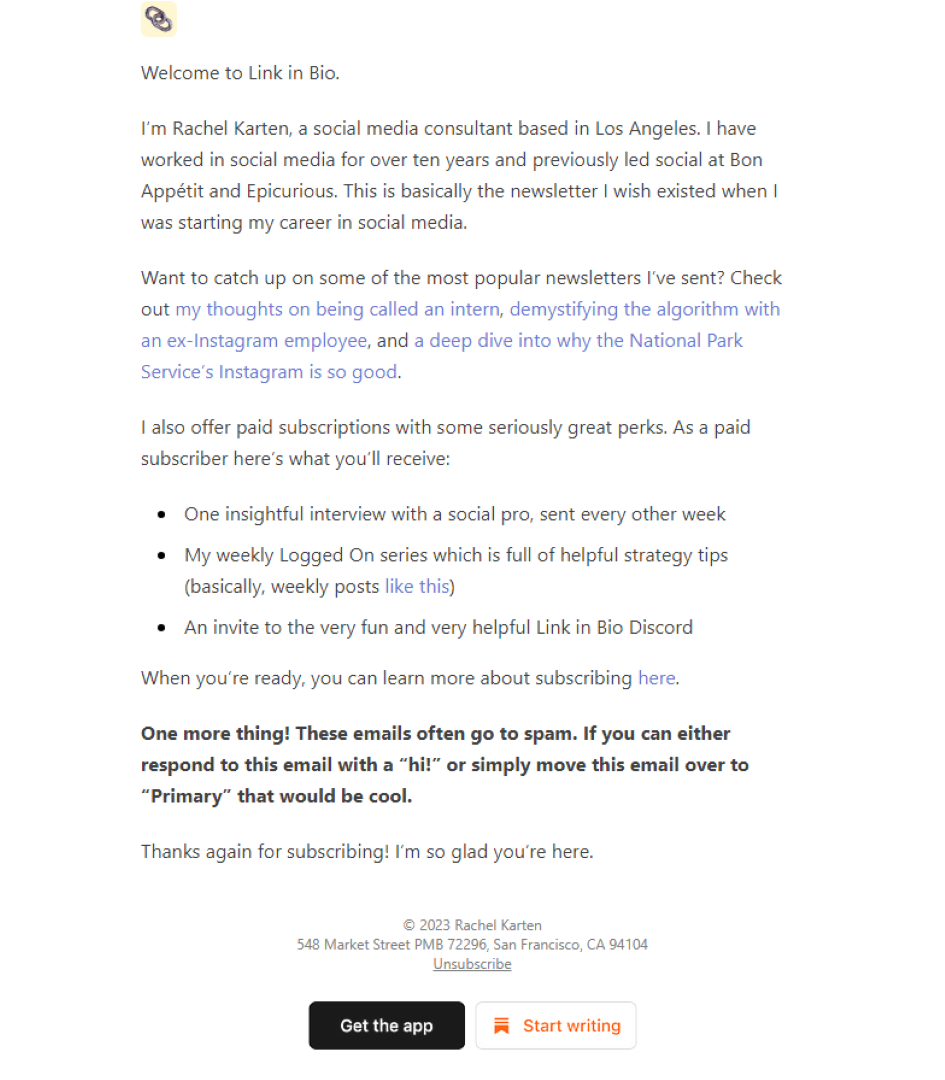 Welcome to Link in Bio.
I’m Rachel Karten, a social media consultant based in Los Angeles. I have
worked in social media for over ten years and previously led social at Bon
Appétit and Epicurious. This is basically the newsletter I wish existed when I
was starting my career in social media.
Want to catch up on some of the most popular newsletters I’ve sent? Check
out my thoughts on being called an intern, demystifying the algorithm with
an ex-Instagram employee, and a deep dive into why the National Park
Service’s Instagram is so good.
I also offer paid subscriptions with some seriously great perks. As a paid
subscriber here’s what you’ll receive:
• One insightful interview with a social pro, sent every other week
• My weekly Logged On series which is full of helpful strategy tips
(basically, weekly posts like this)
• An invite to the very fun and very helpful Link in Bio Discord
When you’re ready, you can learn more about subscribing here.
One more thing! These emails often go to spam. If you can either
respond to this email with a “hi!” or simply move this email over to
“Primary” that would be cool.
Thanks again for subscribing! I’m so glad you’re here.
© 2023 Rachel Karten
548 Market Street PMB 72296, San Francisco, CA 94104
Unsubscribe
Get the app
Start writing